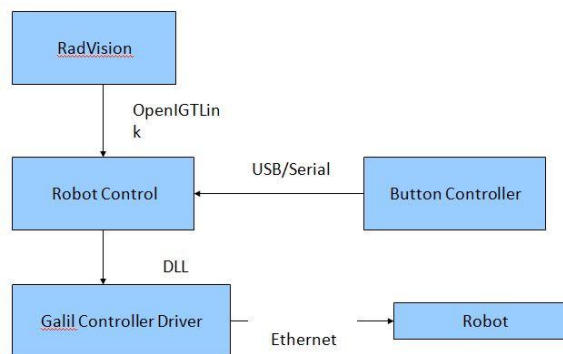 RadVision
OpenIGTLin
k
USB/Serial
Robot Control
Button Controller
DLL
Galil Controller Driver
Robot
Ethernet